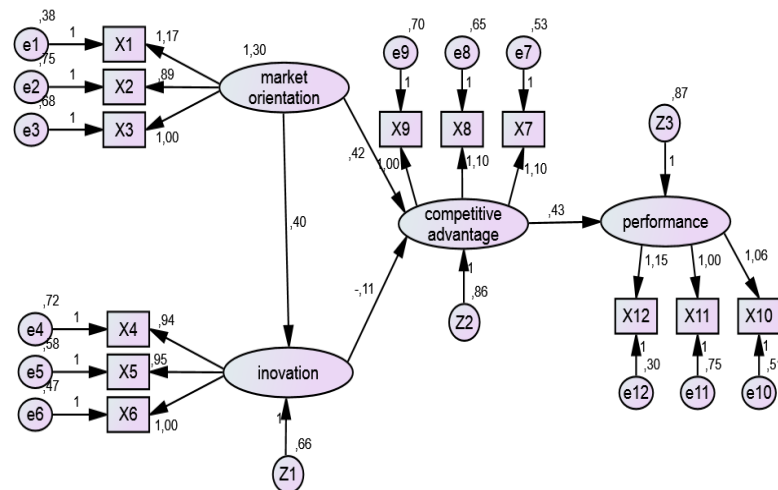 ,38
e1
1
X1
1,17
,75
e2
1
X2
,89
,68
e3
1
X3
1,00
1,30
market
orientation
,70
e9
1
X9
1,00
,65
e8
1
X8
1,10
,53
e7
1
X7
1,10
,87
Z3
1
,42
,40
competitive
advantage
,43
performance
-,11
1
,86
Z2
1,15
1,00
1,06
X12
X11
X10
1
,30
e12
1
,75
e11
1
,51
e10
,72
e4
1
X4
,94
,58
e5
1
X5
,95
,47
e6
1
X6
1,00
inovation
1
,66
Z1